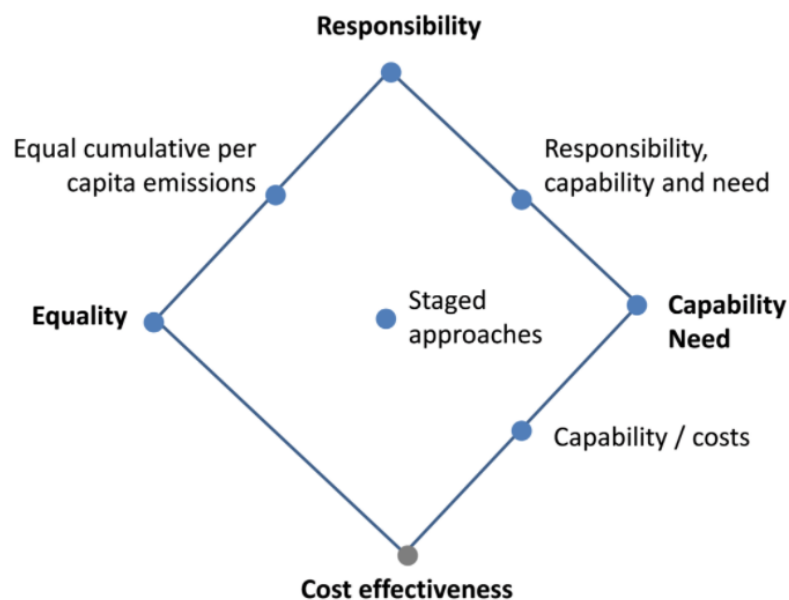 Responsibility
Equal cumulative per
capita emissions
Responsibility,
capability and need
Equality
Staged
approaches
Capability
Need
Capability / costs
Cost effectiveness